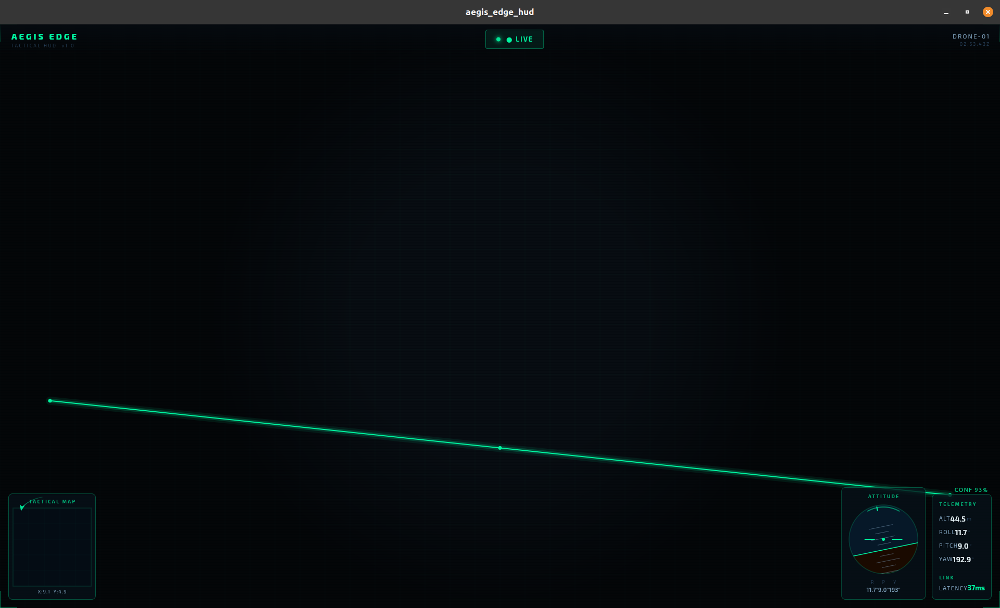 aegis_edge_hud
AEGIS EDGE
TACTICAL HUD v1.0
● LIVE
DRONE-01
02:53:43Z
CONF 93%
TACTICAL MAP
X:9.1 Y:4.9
ATTITUDE
R P Y
11.7°9.0°193°
TELEMETRY
ALT44.5 m
ROLL11.7 °
PITCH9.0 °
YAW192.9 °
LINK
LATENCY37ms